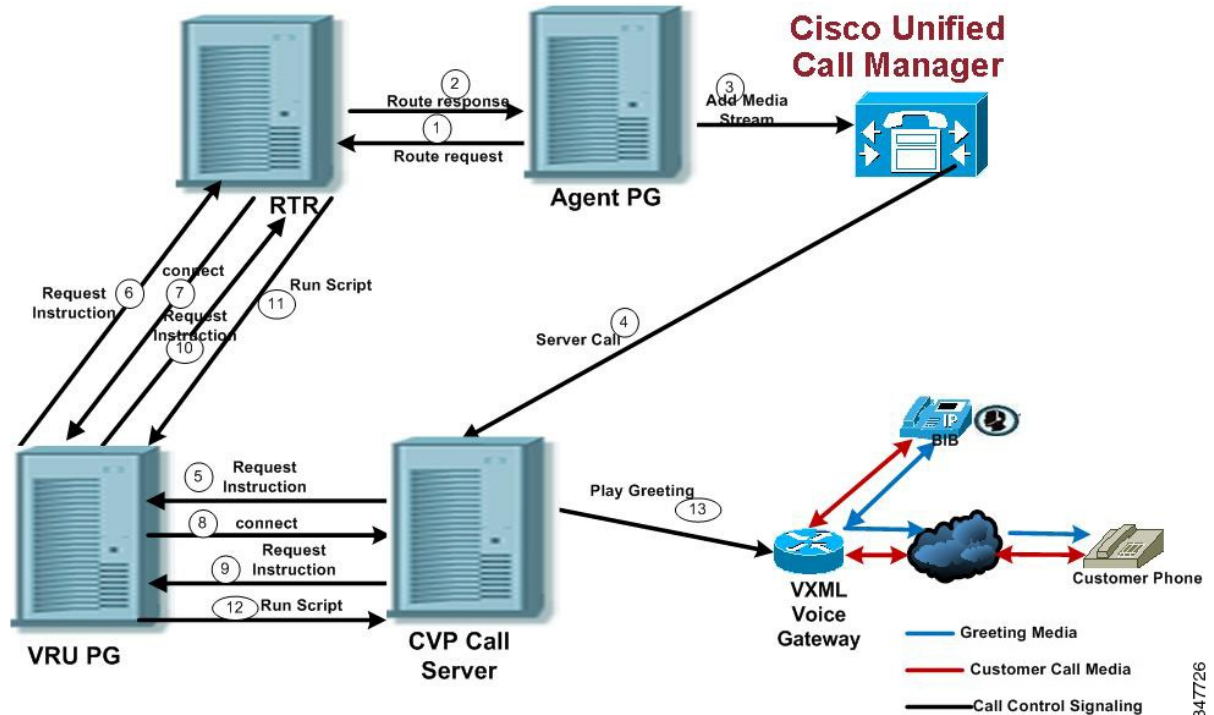 Cisco Unified
Call Manager
2
Route response
1
Route request
3
Add Media
Stream
Agent PG
RTR
connect
Request
Instruction
6
7
11
Run Script
Request
Instruction
10
Server Call
4
IP
BIB
5
Request
Instruction
8
connect
9
Request
Instruction
12
Run Script
Play Greeting
13
VRU PG
CVP Call
Server
VXML
Voice
Gateway
Customer Phone
Greeting Media
Customer Call Media
Call Control Signaling
347726